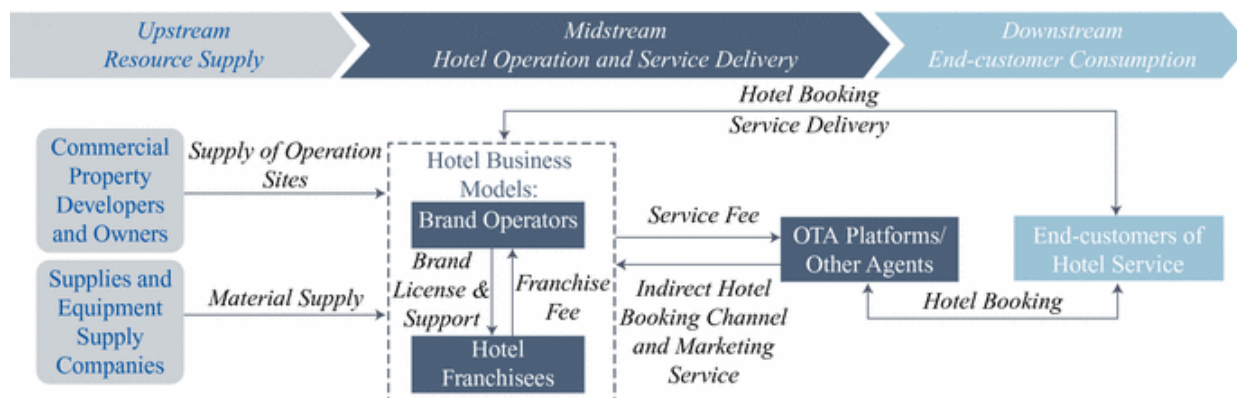 Upstream
Resource Supply
Midstream
Hotel Operation and Service Delivery
Downstream
End-customer Consumption
Hotel Booking
Service Delivery
Commercial
Property
Developers
and Owners
Supply of Operation
Sites
Supplies and
Equipment
Supply
Companies
Material Supply
Hotel Business
Models:
Brand Operators
Brand
License &
Support
Franchise
Fee
Hotel
Franchisees
Service Fee
Indirect Hotel
Booking Channel
and Marketing
Service
OTA Platforms/
Other Agents
End-customers of
Hotel Service
Hotel Booking